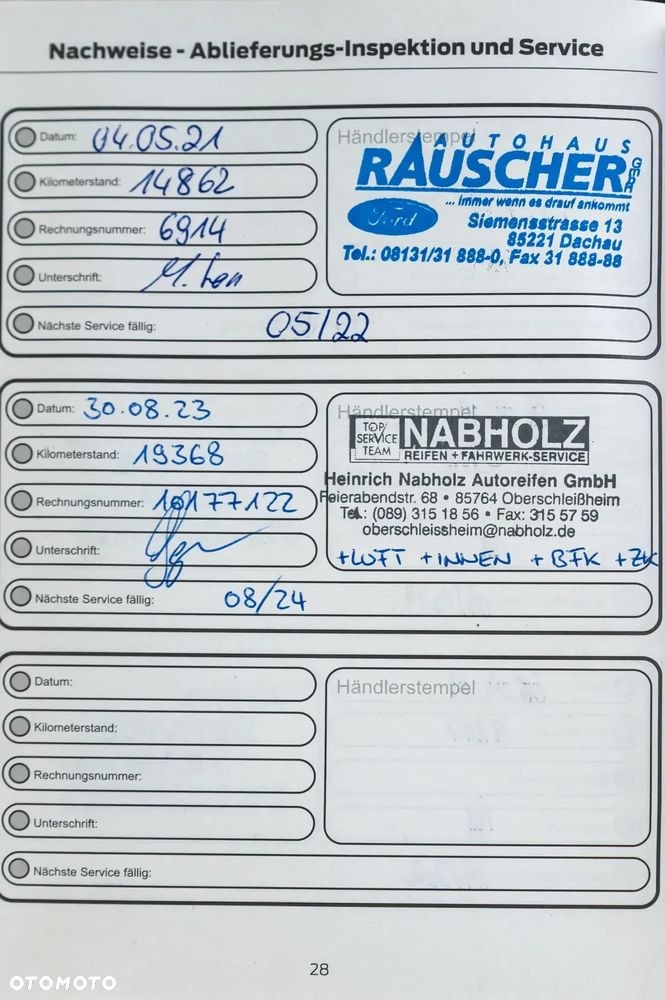 Nachweise - Ablieferungs-Inspektion und Service
Datum: 04.05.21
Kilometerstand: 14862
Rechnungsnummer: 6914
Unterschrift:
Nächste Service fällig: 05/22
Händlerstempel
AUTOHAUS
RAUSCHER GmbH
... immer wenn es drauf ankommt
Ford
Siemensstrasse 13
85221 Dachau
Tel.: 08131/31 888-0, Fax 31 888-88
Datum: 30.08.23
Kilometerstand: 19368
Rechnungsnummer: 10177122
Unterschrift:
Nächste Service fällig: 08/24
Händlerstempel
TOP SERVICE TEAM
NABHOLZ
REIFEN + FAHRWERK-SERVICE
Heinrich Nabholz Autoreifen GmbH
Feierabendstr. 68 • 85764 Oberschleißheim
Tel.: (089) 315 18 56 • Fax: 315 57 59
oberschleissheim@nabholz.de
+LUFT +INNEN +BFK +ZK
Datum:
Kilometerstand:
Rechnungsnummer:
Unterschrift:
Nächste Service fällig:
Händlerstempel
28
OTOMOTO